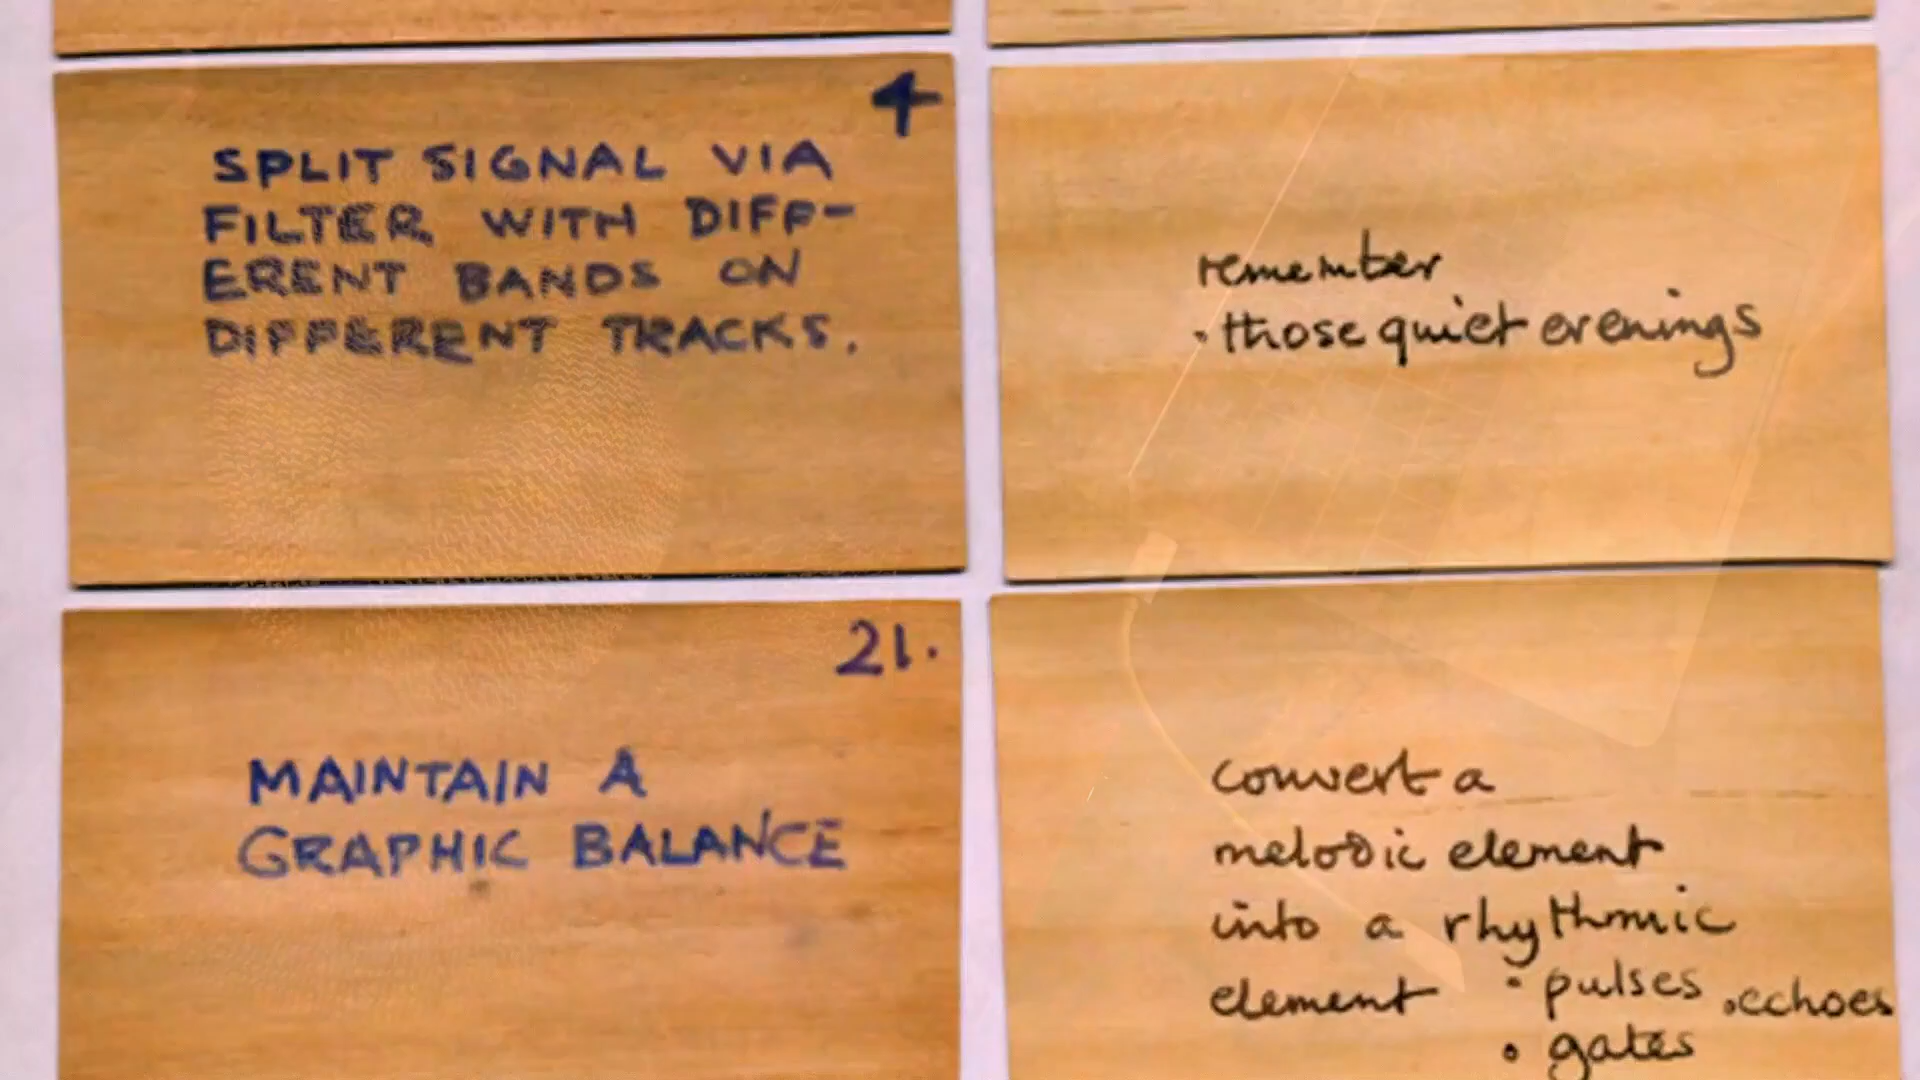 4
SPLIT SIGNAL VIA
FILTER WITH DIFF-
ERENT BANDS ON
DIFFERENT TRACKS.
remember
· those quiet evenings
21.
MAINTAIN A
GRAPHIC BALANCE
convert a
melodic element
into a rhythmic
element · pulses · echoes
· gates